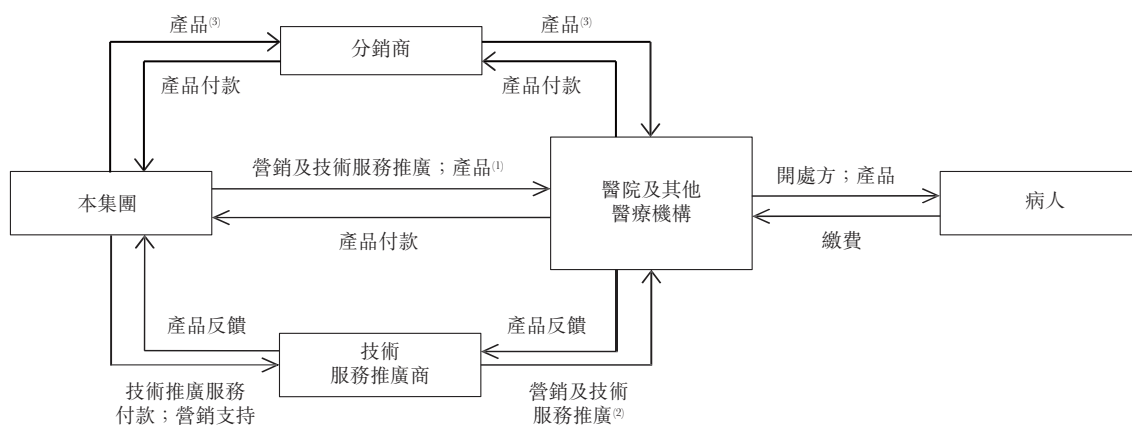 產品⁽³⁾
產品⁽³⁾
分銷商
產品付款
產品付款
營銷及技術服務推廣；產品⁽¹⁾
開處方；產品
本集團
醫院及其他
醫療機構
病人
產品付款
繳費
產品反饋
產品反饋
技術
服務推廣商
技術推廣服務
付款；營銷支持
營銷及技術
服務推廣⁽²⁾